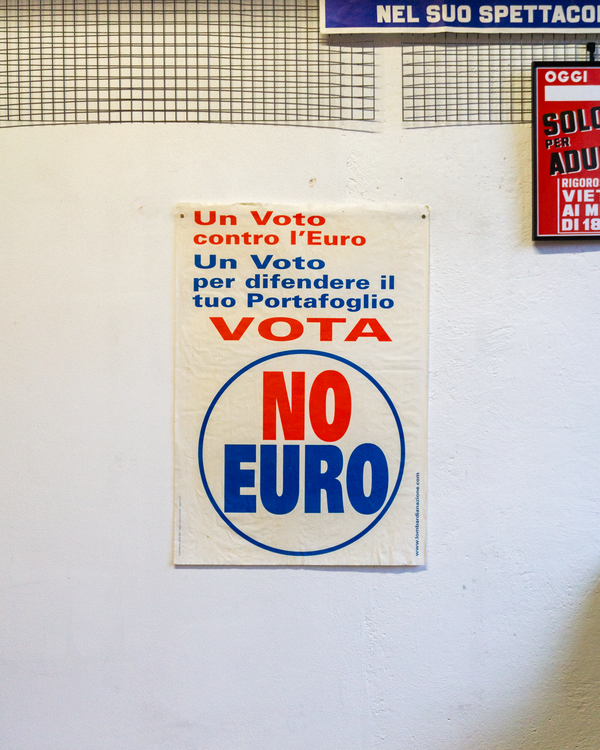 NEL SUO SPETTACOL
OGGI
SOLO
PER
ADU
RIGORO
VIET
AI M
DI 18
Un Voto
contro l'Euro
Un Voto
per difendere il
tuo Portafoglio
VOTA
NO
EURO
www.lombardianazione.com